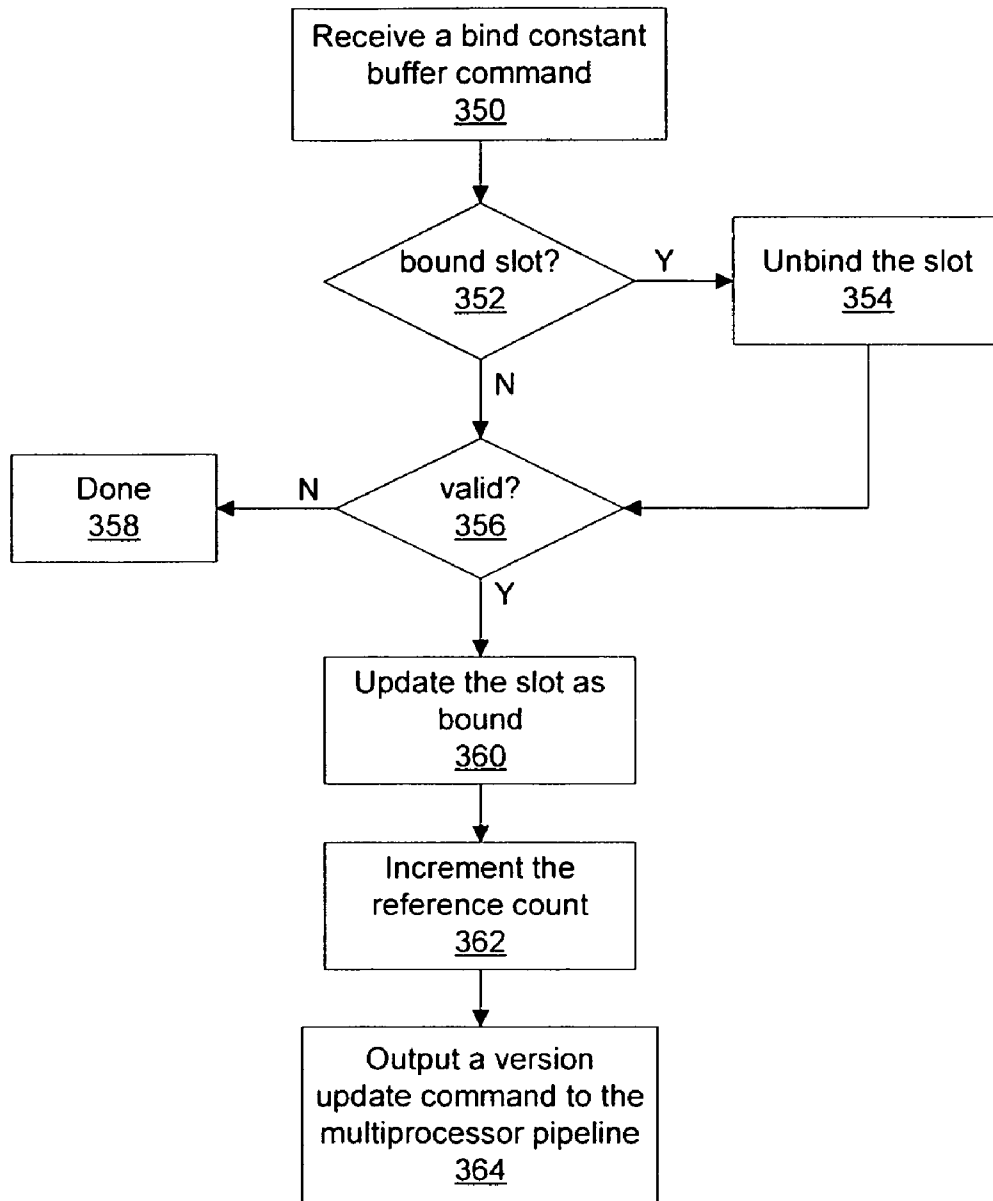 Receive a bind constant
buffer command
350
bound slot?
352
Y
Unbind the slot
354
N
Done
358
N
valid?
356
Y
Update the slot as
bound
360
Increment the
reference count
362
Output a version
update command to the
multiprocessor pipeline
364